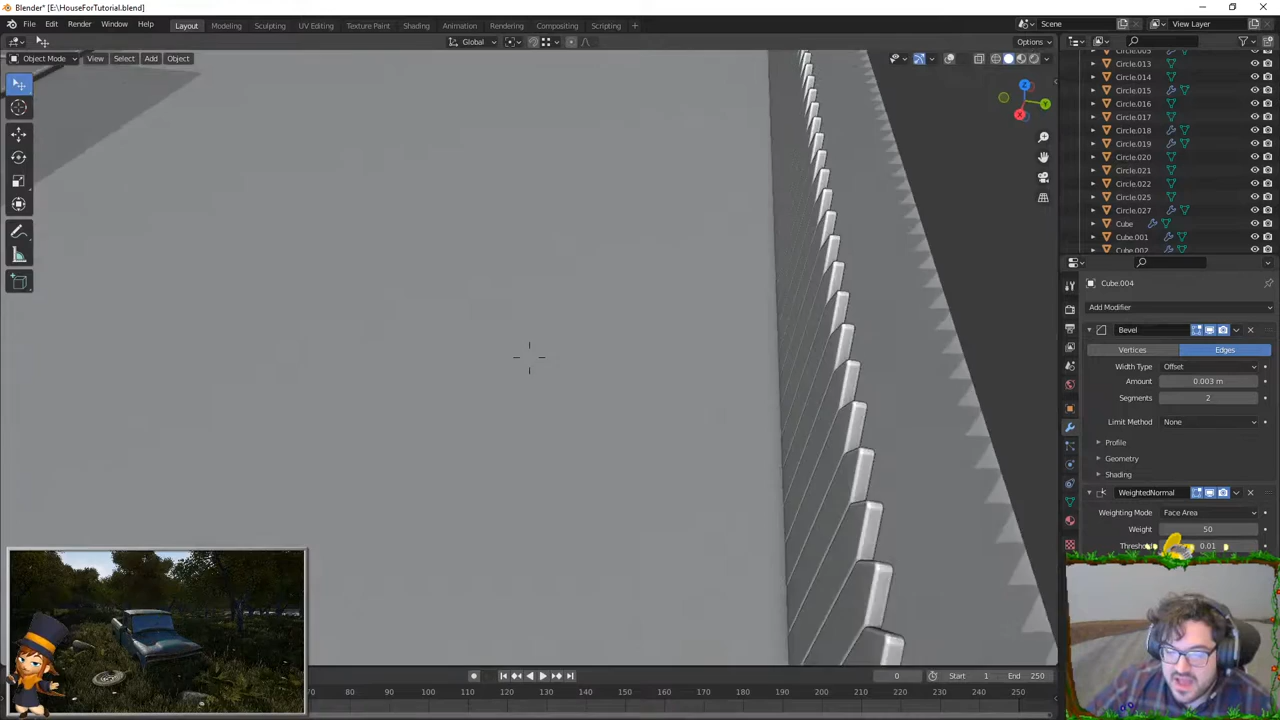 Blender* [E:\HouseForTutorial.blend]
File Edit Render Window Help Layout Modeling Sculpting UV Editing Texture Paint Shading Animation Rendering Compositing Scripting + Scene View Layer
Global Options
Object Mode View Select Add Object
Circle.013
Circle.014
Circle.015
Circle.016
Circle.017
Circle.018
Circle.019
Circle.020
Circle.021
Circle.022
Circle.025
Circle.027
Cube
Cube.001
Cube.002
Z
Y
X
Cube.004
Add Modifier
Bevel
Vertices Edges
Width Type Offset
Amount 0.003 m
Segments 2
Limit Method None
Profile
Geometry
Shading
WeightedNormal
Weighting Mode Face Area
Weight 50
Threshold 0.01
0 Start 1 End 250
70 80 90 100 110 120 130 140 150 160 170 180 190 200 210 220 230 240 250